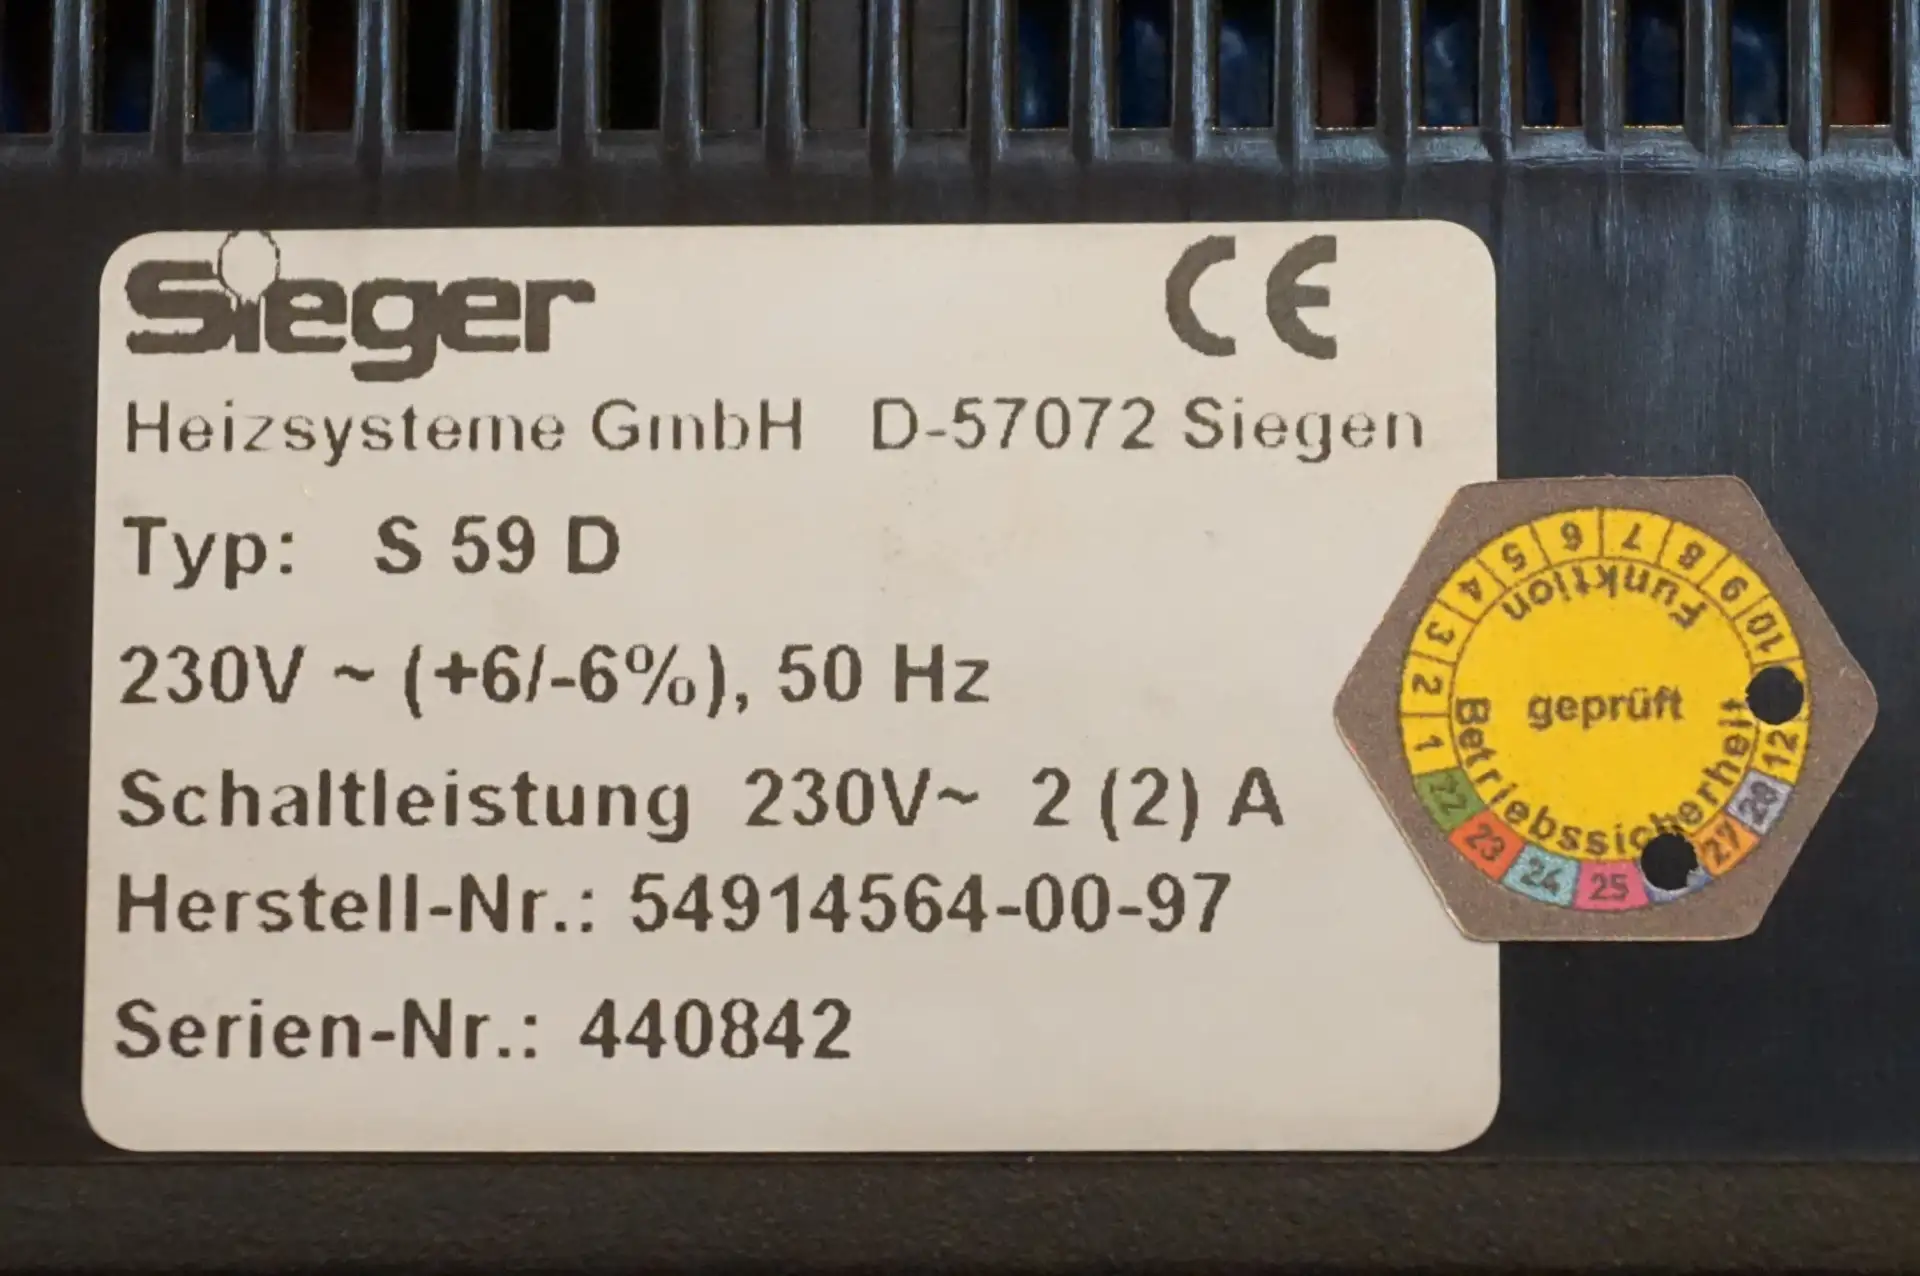 Sieger CE
Heizsysteme GmbH D-57072 Siegen
Typ: S 59 D
230V ~ (+6/-6%), 50 Hz
Schaltleistung 230V~ 2 (2) A
Herstell-Nr.: 54914564-00-97
Serien-Nr.: 440842
1 2 3 4 5 6 7 8 9 10 12
Funktion
geprüft
Betriebssicherheit
22 23 24 25 27 28